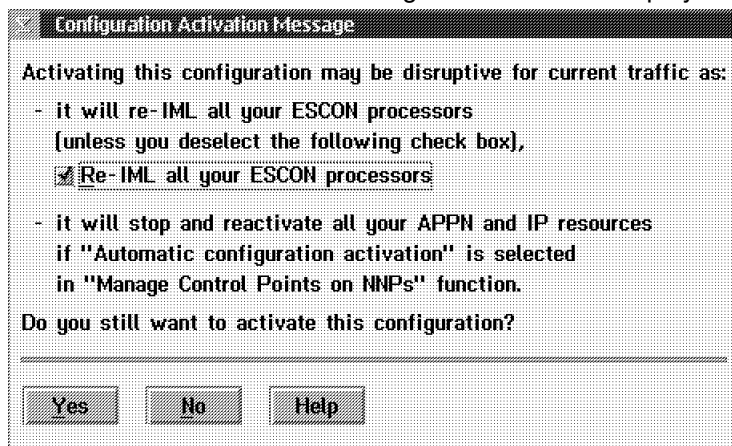 Configuration Activation Message
Activating this configuration may be disruptive for current traffic as:
- it will re-IML all your ESCON processors
(unless you deselect the following check box),
Re-IML all your ESCON processors
- it will stop and reactivate all your APPN and IP resources
if "Automatic configuration activation" is selected
in "Manage Control Points on NNPs" function.
Do you still want to activate this configuration?
Yes No Help